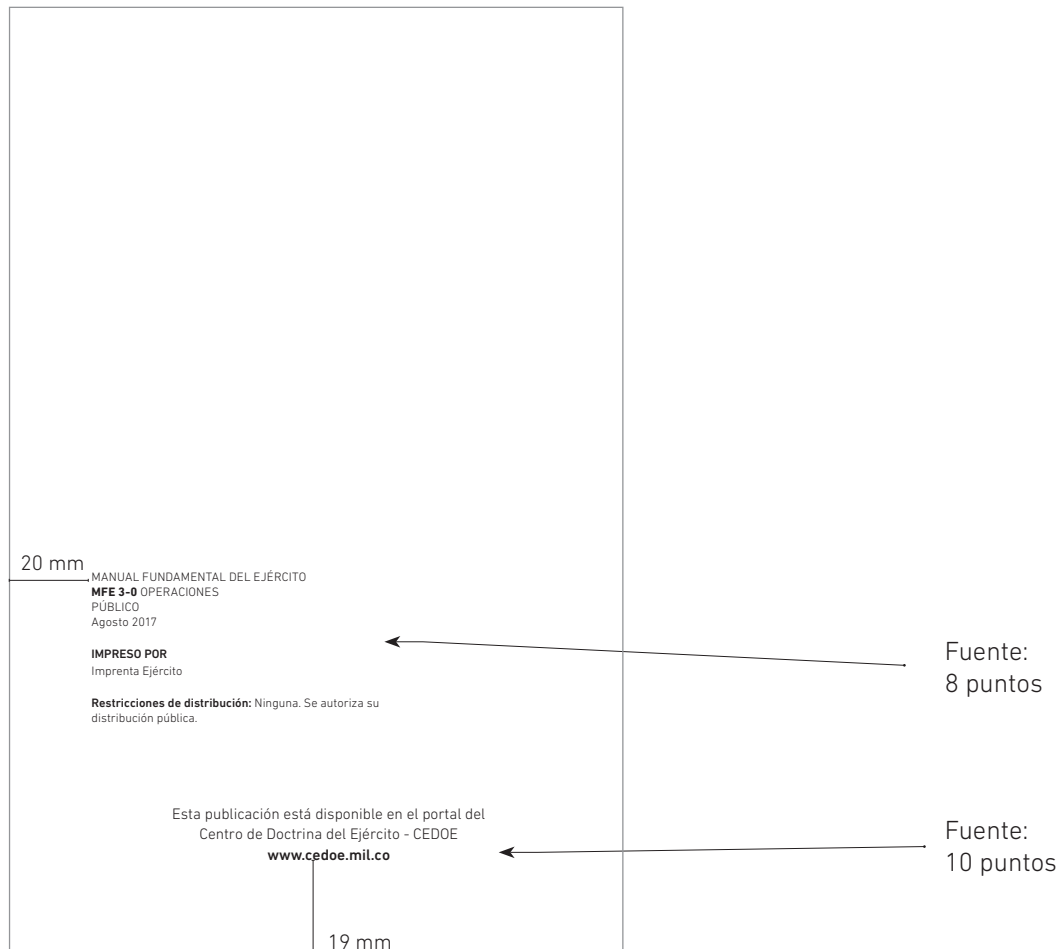 20 mm
MANUAL FUNDAMENTAL DEL EJÉRCITO
MFE 3-0 OPERACIONES
PÚBLICO
Agosto 2017
IMPRESO POR
Imprenta Ejército
Restricciones de distribución: Ninguna. Se autoriza su
distribución pública.
Fuente:
8 puntos
Esta publicación está disponible en el portal del
Centro de Doctrina del Ejército - CEDOE
www.cedoe.mil.co
Fuente:
10 puntos
19 mm